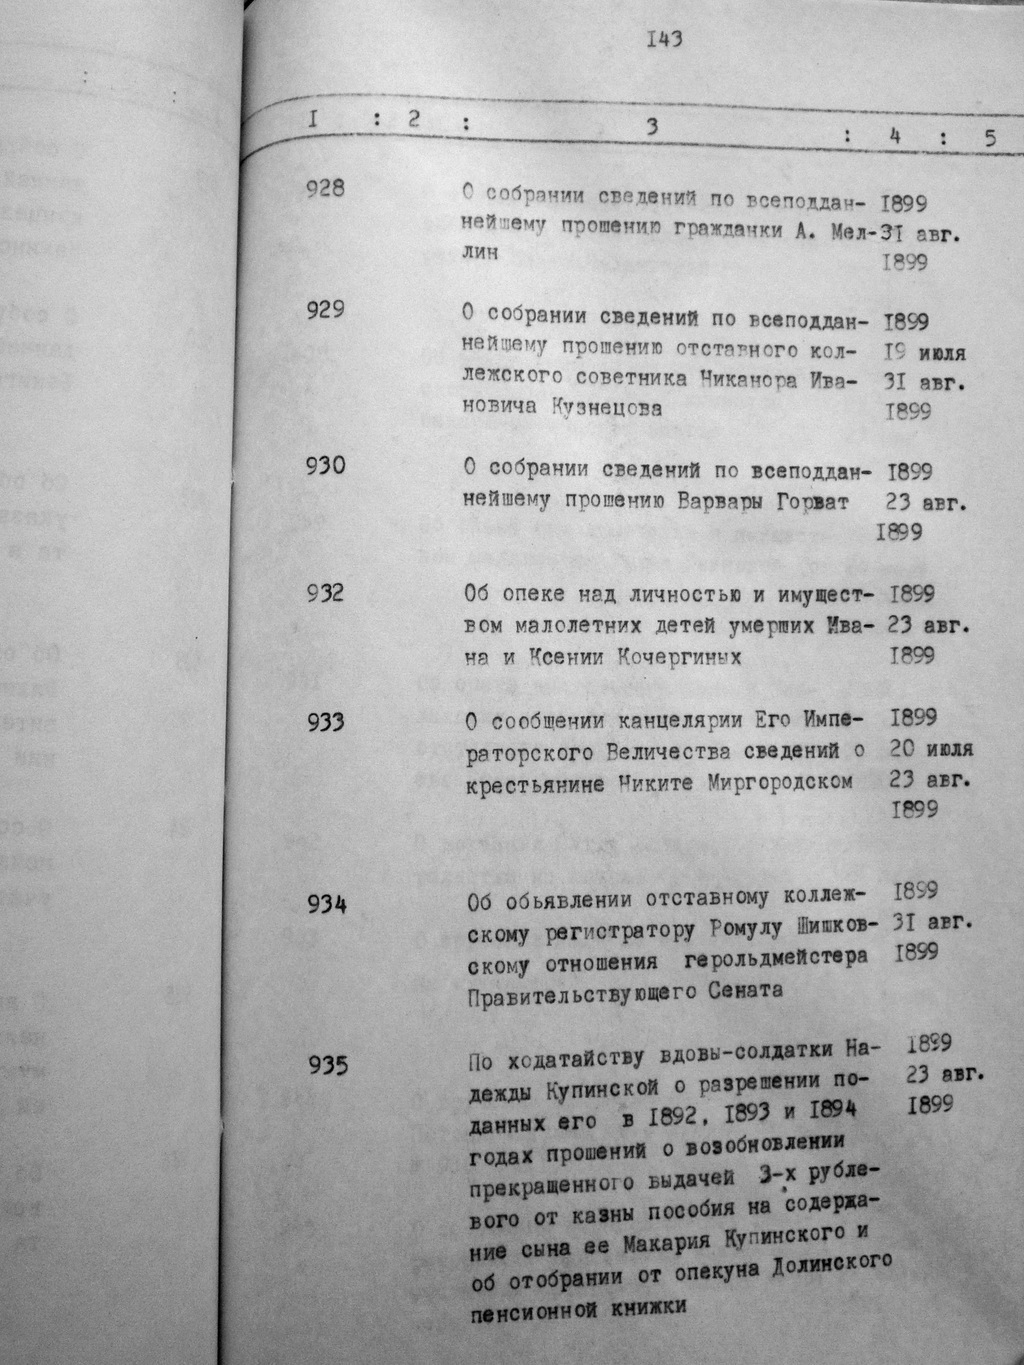 I43
I : 2 : 3 : 4 : 5
928 О собрании сведений по всеподдан- I899
нейшему прошению гражданки А. Мел- 3I авг.
лин I899
929 О собрании сведений по всеподдан- I899
нейшему прошению отставного кол- I9 июля
лежского советника Никанора Ива- 3I авг.
новича Кузнецова I899
930 О собрании сведений по всеподдан- I899
нейшему прошению Варвары Горват 23 авг.
I899
932 Об опеке над личностью и имущест- I899
вом малолетних детей умерших Ива- 23 авг.
на и Ксении Кочергиных I899
933 О сообщении канцелярии Его Импе- I899
раторского Величества сведений о 20 июля
крестьянине Никите Миргородском 23 авг.
I899
934 Об обьявлении отставному коллеж- I899
скому регистратору Ромулу Шишков- 3I авг.
скому отношения герольдмейстера I899
Правительствующего Сената
935 По ходатайству вдовы-солдатки На- I899
дежды Купинской о разрешении по- 23 авг.
данных его в I892, I893 и I894 I899
годах прошений о возобновлении
прекращенного выдачей 3-х рубле-
вого от казны пособия на содержа-
ние сына ее Макария Купинского и
об отобрании от опекуна Долинского
пенсионной книжки